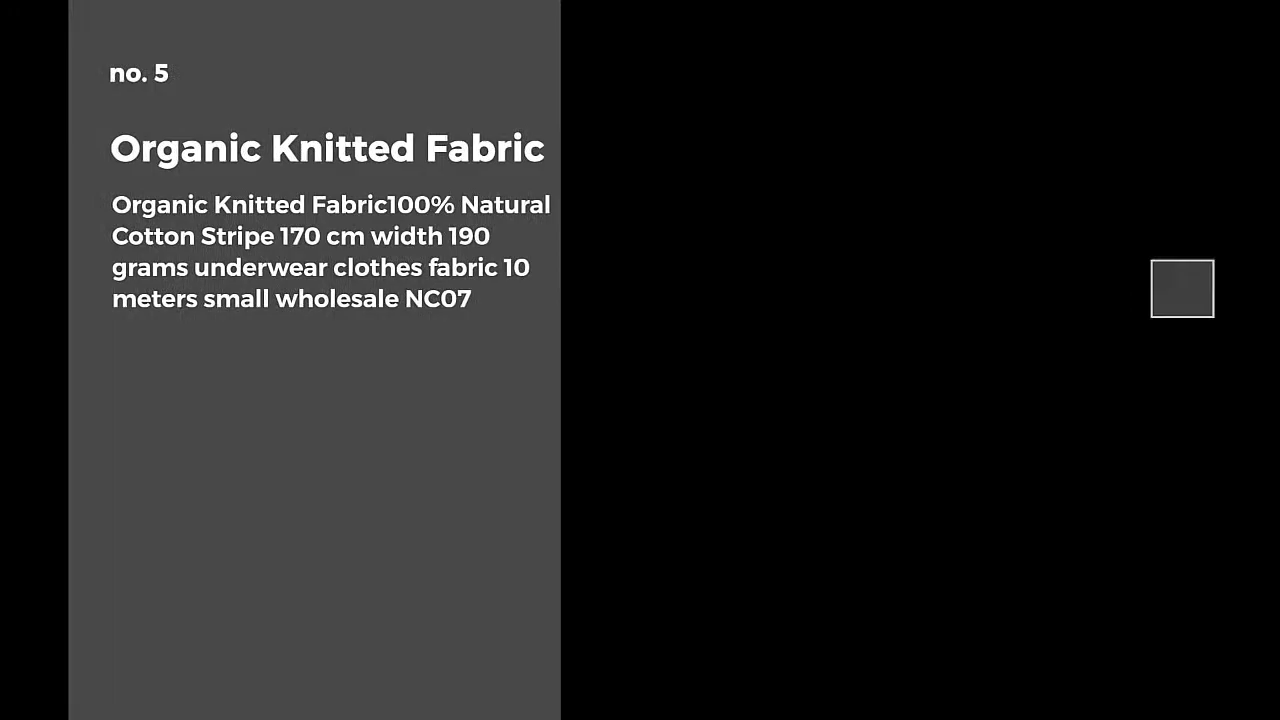 no. 5
Organic Knitted Fabric
Organic Knitted Fabric100% Natural
Cotton Stripe 170 cm width 190
grams underwear clothes fabric 10
meters small wholesale NC07